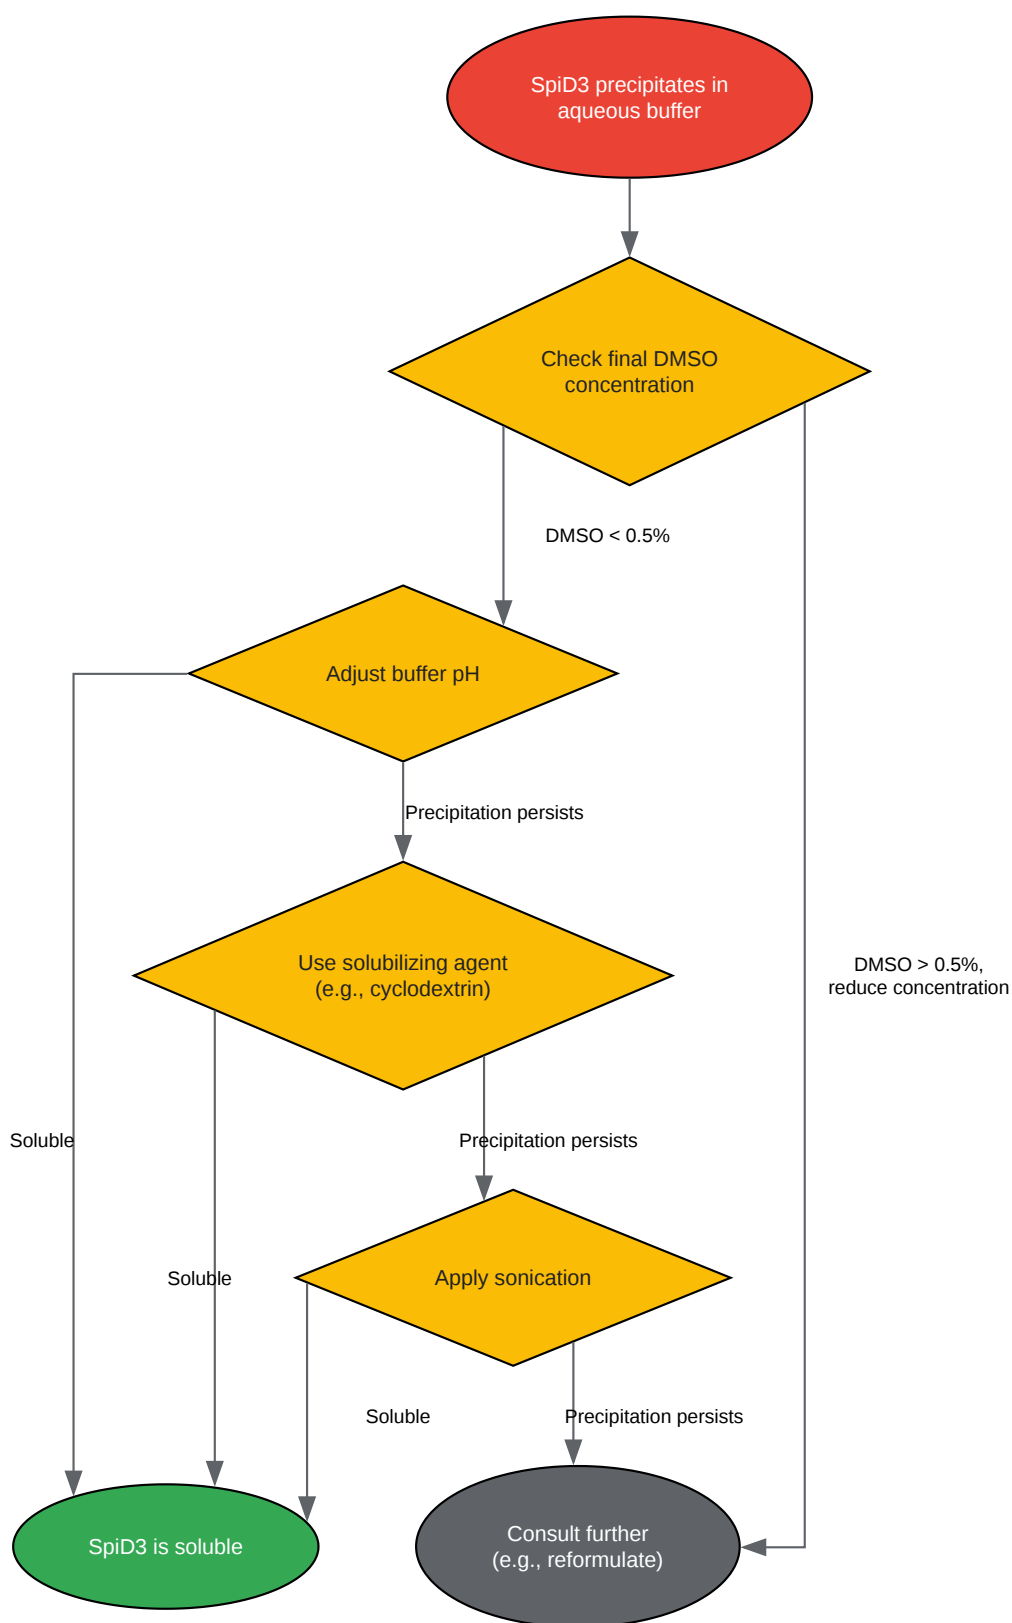 SpiD3 precipitates in
aqueous buffer
Check final DMSO
concentration
DMSO < 0.5%
Adjust buffer pH
Precipitation persists
Use solubilizing agent
(e.g., cyclodextrin)
DMSO > 0.5%,
reduce concentration
Soluble
Precipitation persists
Soluble
Apply sonication
Soluble
Precipitation persists
SpiD3 is soluble
Consult further
(e.g., reformulate)